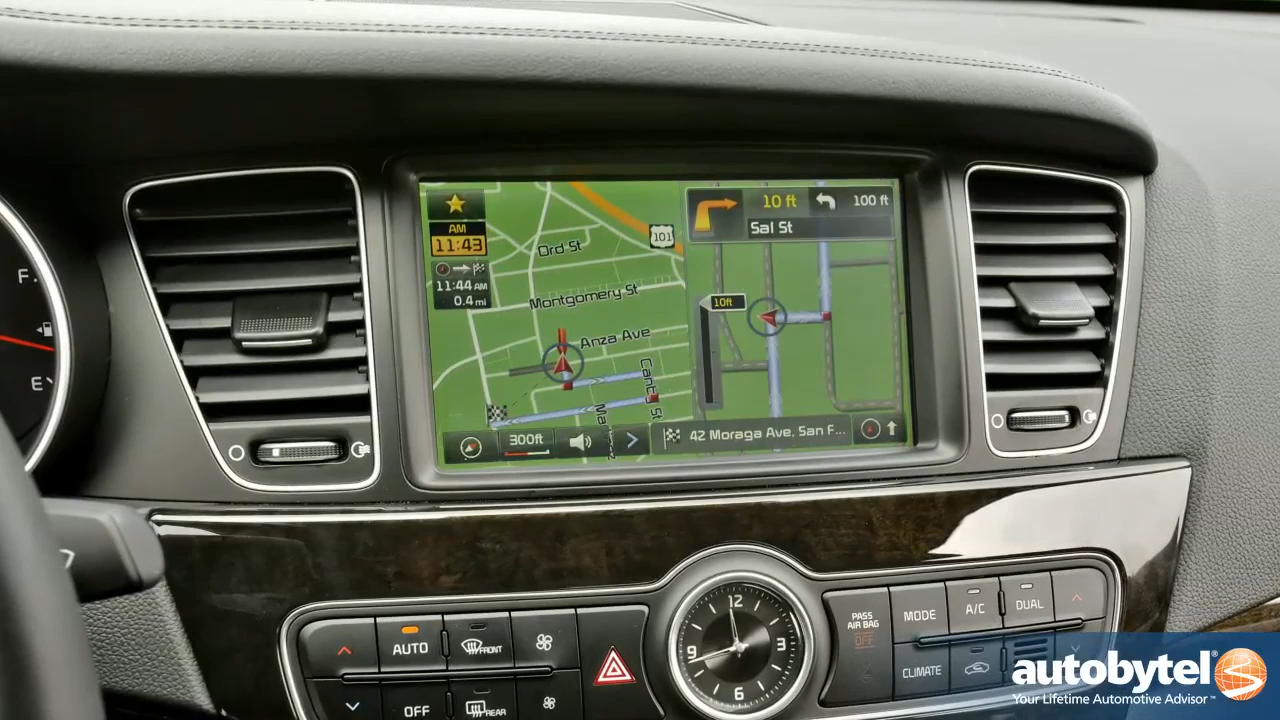 AM
11:43
11:44 AM
0.4 mi
Ord St
101
Montgomery St
Anza Ave
10 ft
100 ft
Sal St
10ft
300ft
42 Moraga Ave, San F...
F
E
12
3
6
9
AUTO
FRONT
OFF
REAR
PASS
AIR BAG
OFF
MODE
A/C
DUAL
CLIMATE
autobytel®
Your Lifetime Automotive Advisor™